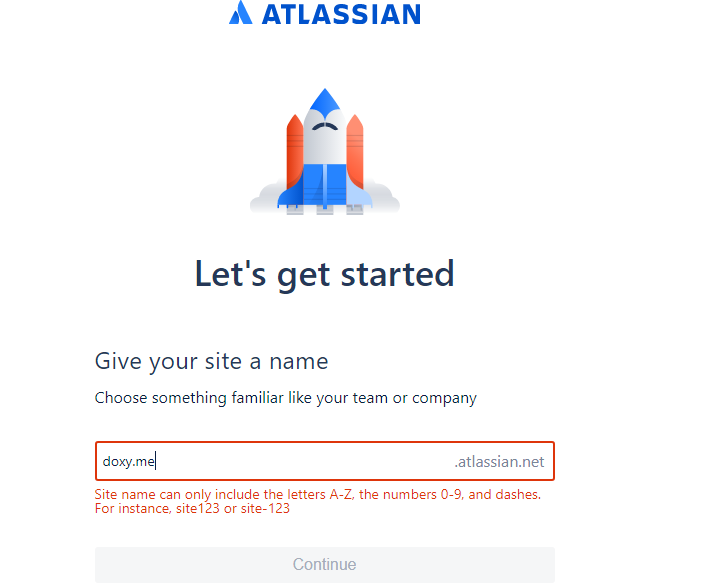 ATLASSIAN
Let's get started
Give your site a name
Choose something familiar like your team or company
doxy.me .atlassian.net
Site name can only include the letters A-Z, the numbers 0-9, and dashes.
For instance, site123 or site-123
Continue